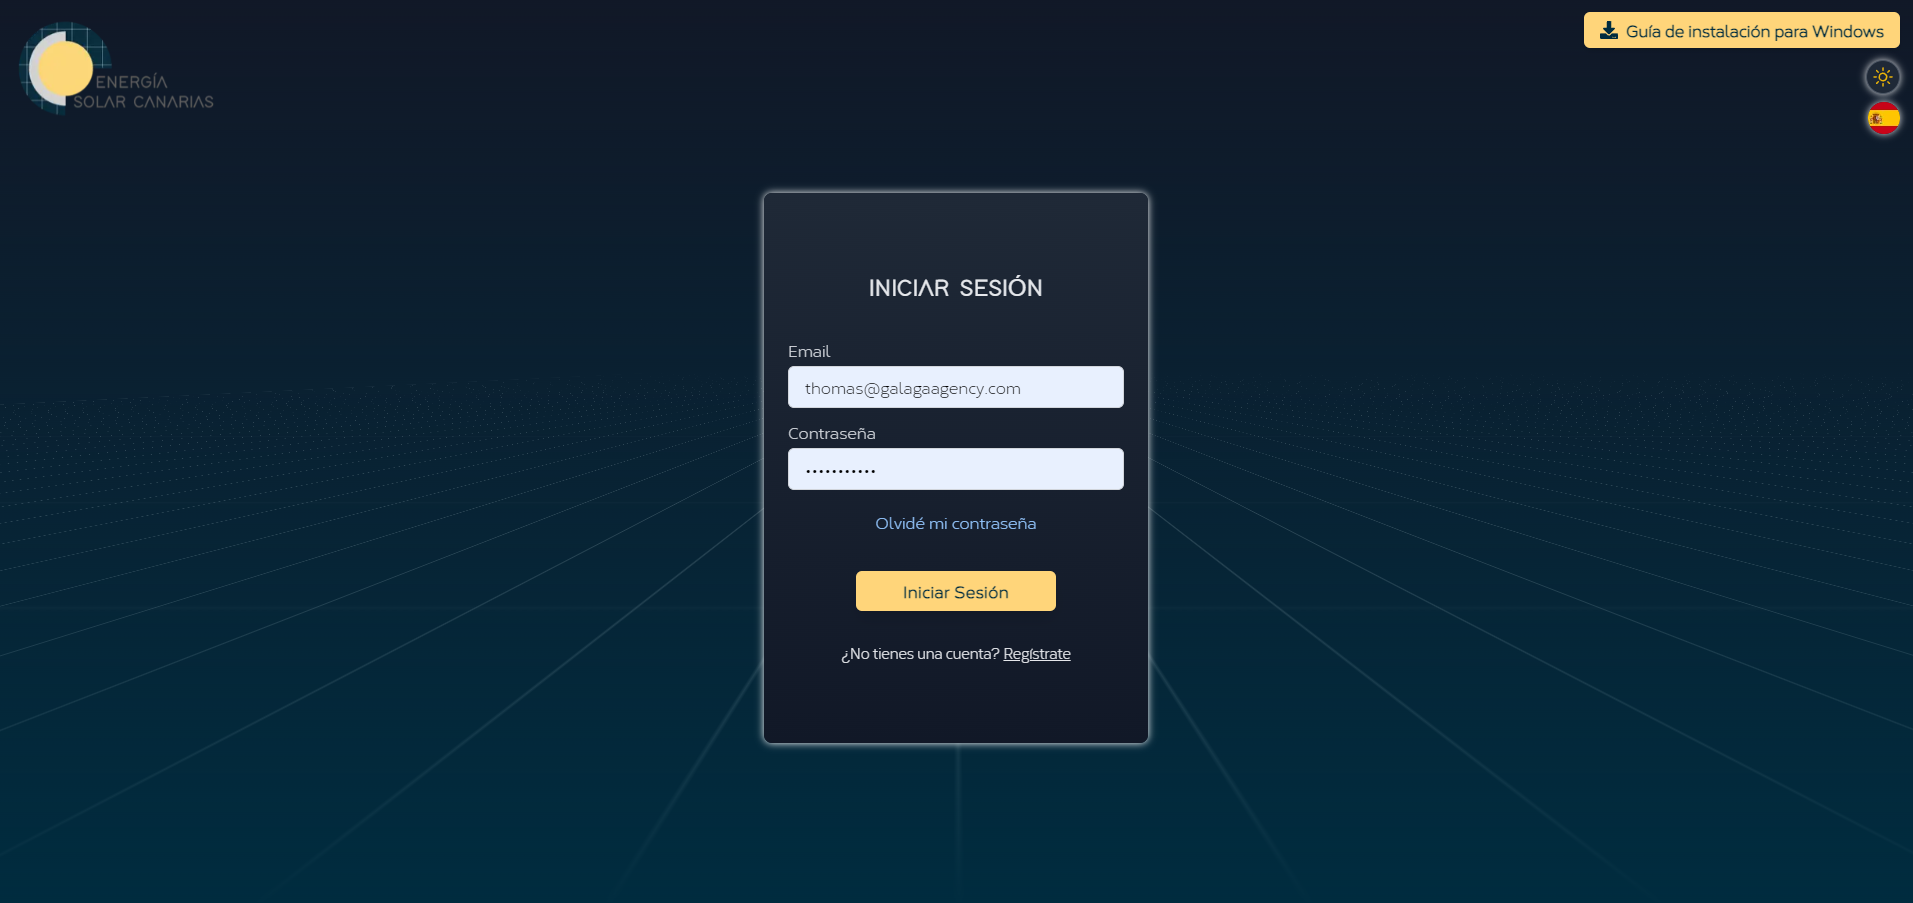 ENERGÍA
SOLAR CANARIAS
Guía de instalación para Windows
INICIAR SESIÓN
Email
thomas@galagaagency.com
Contraseña
•••••••••••
Olvidé mi contraseña
Iniciar Sesión
¿No tienes una cuenta? Regístrate